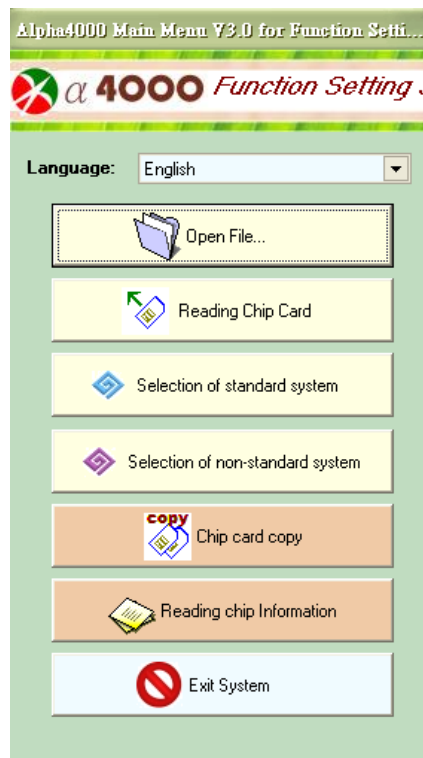 Alpha4000 Main Menu V3.0 for Function Setti...
α 4000 Function Setting
Language: English
Open File...
Reading Chip Card
Selection of standard system
Selection of non-standard system
copy
Chip card copy
Reading chip Information
Exit System